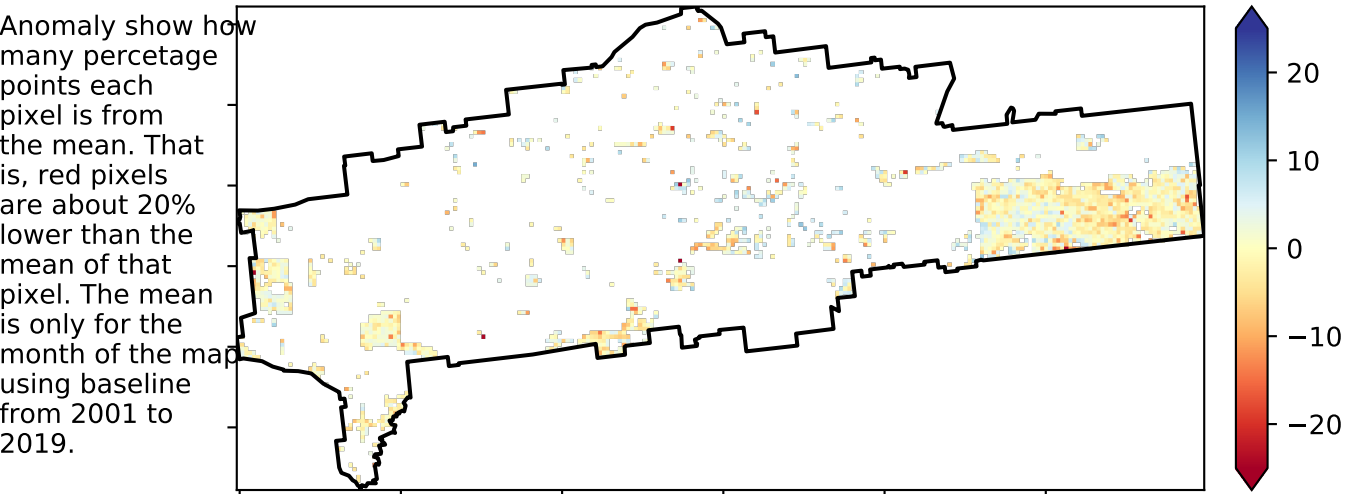 Anomaly show how
many percetage
points each
pixel is from
the mean. That
is, red pixels
are about 20%
lower than the
mean of that
pixel. The mean
is only for the
month of the map
using baseline
from 2001 to
2019.
20
10
0
−10
−20